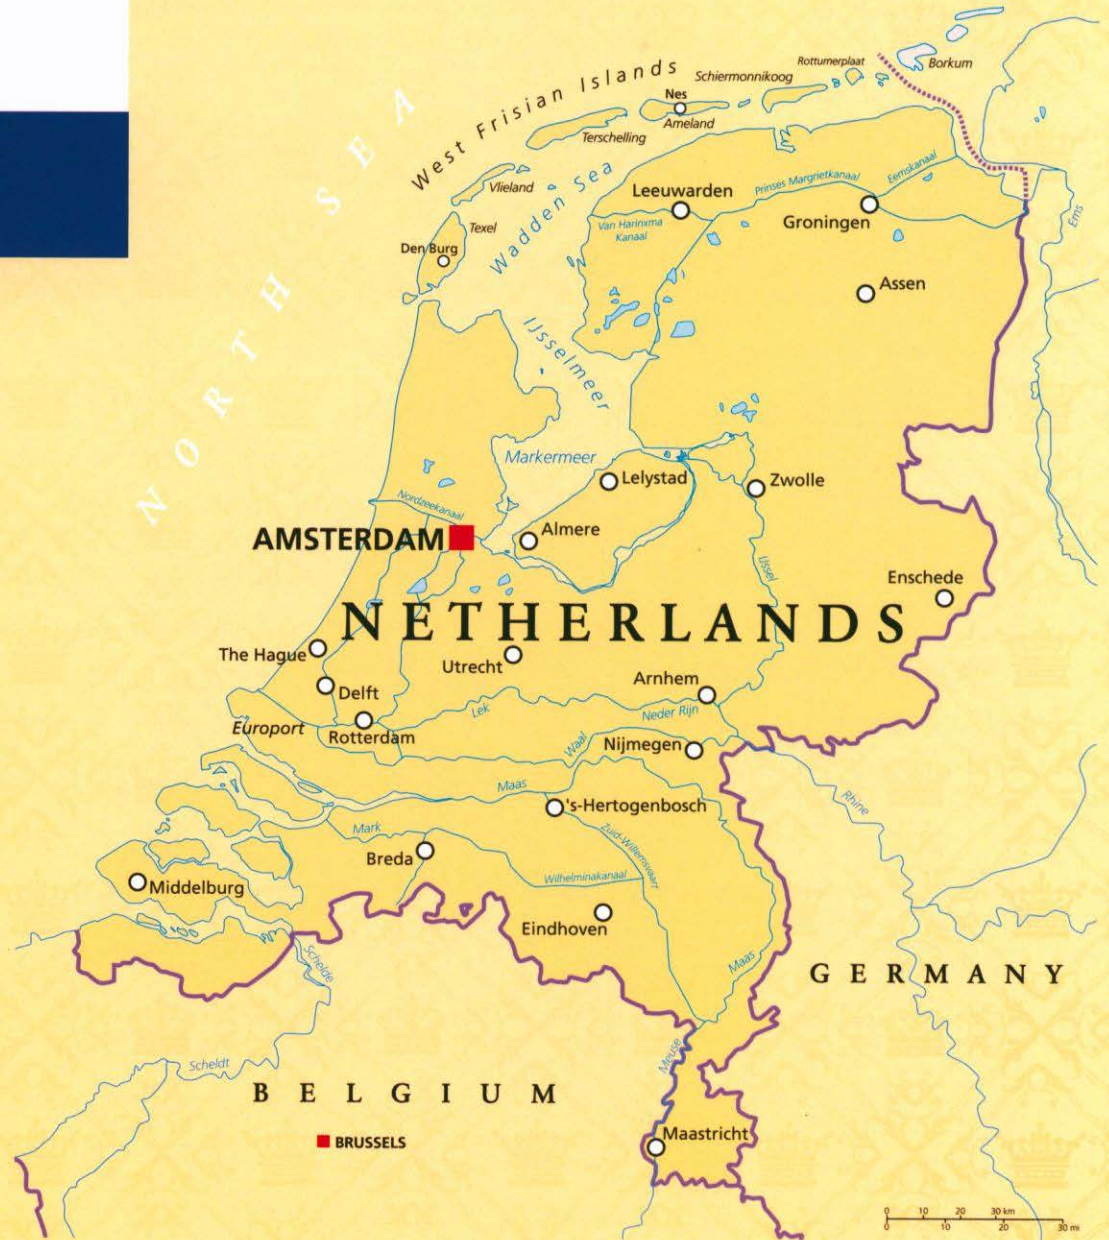 NORTH SEA
West Frisian Islands
Rottumerplaat
Borkum
Schiermonnikoog
Nes
Ameland
Terschelling
Vlieland
Wadden Sea
Texel
Den Burg
Leeuwarden
Prinses Margrietkanaal
Eemskanaal
Van Harinxma
Kanaal
Groningen
Ems
Assen
IJsselmeer
Markermeer
Lelystad
Zwolle
Nordzeekanaal
AMSTERDAM
Almere
IJssel
Enschede
NETHERLANDS
The Hague
Utrecht
Delft
Arnhem
Lek
Neder Rijn
Europort
Rotterdam
Waal
Nijmegen
Maas
's-Hertogenbosch
Rhine
Mark
Zuid-Willemsvaart
Breda
Wilhelminakanaal
Middelburg
Eindhoven
Schelde
Maas
GERMANY
Meuse
Scheldt
BELGIUM
BRUSSELS
Maastricht
0 10 20 30 km
0 10 20 30 mi